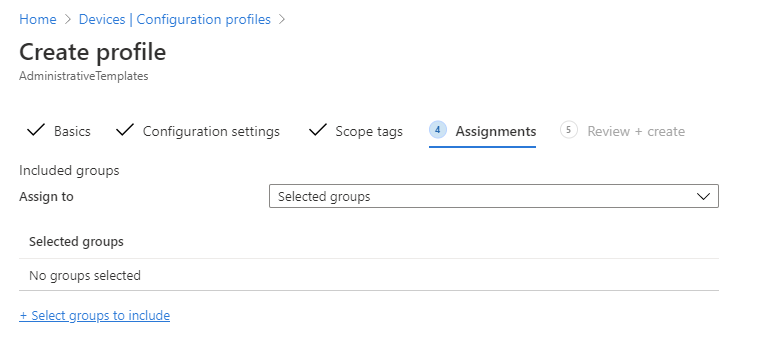 Home > Devices | Configuration profiles >
Create profile
AdministrativeTemplates
Basics Configuration settings Scope tags 4 Assignments 5 Review + create
Included groups
Assign to Selected groups
Selected groups
No groups selected
+ Select groups to include